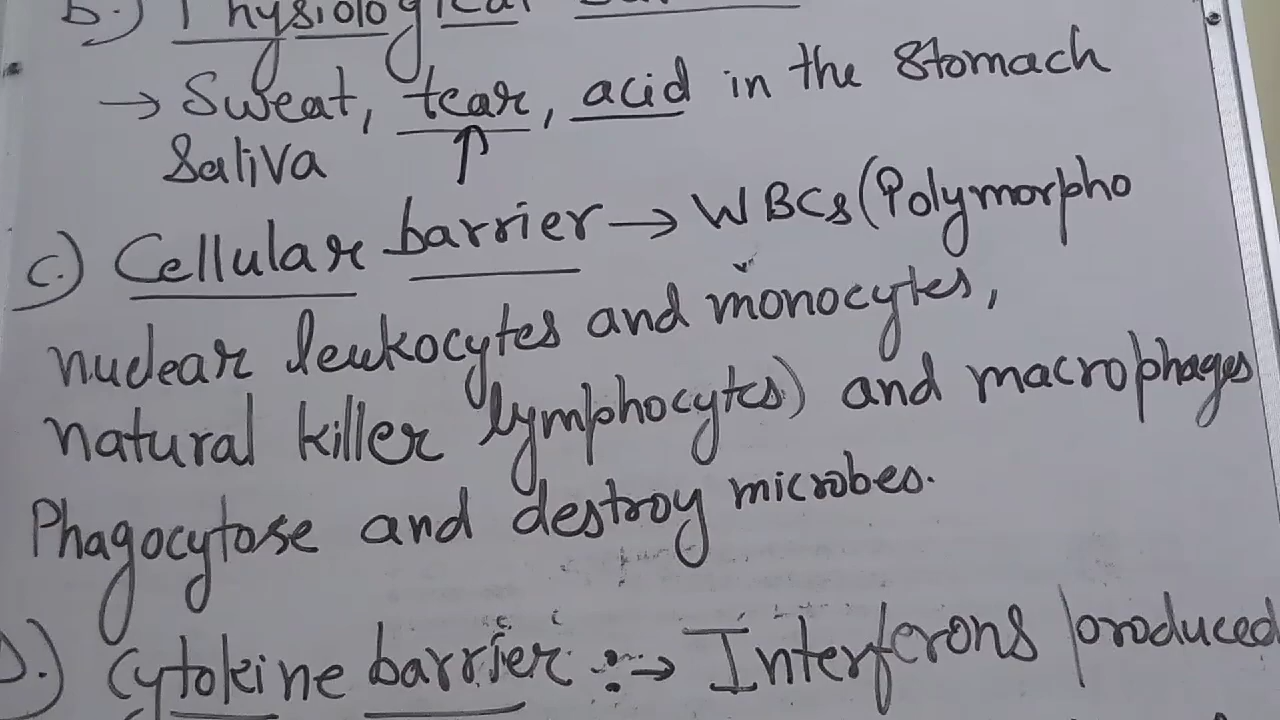 b.) Physiological
→ Sweat, tear, acid in the Stomach
Saliva ↑
C.) Cellular barrier → WBCs (Polymorpho
nuclear leukocytes and monocytes,
natural killer lymphocytes) and macrophages
Phagocytose and destroy microbes.
D.) Cytokine barrier :→ Interferons produced